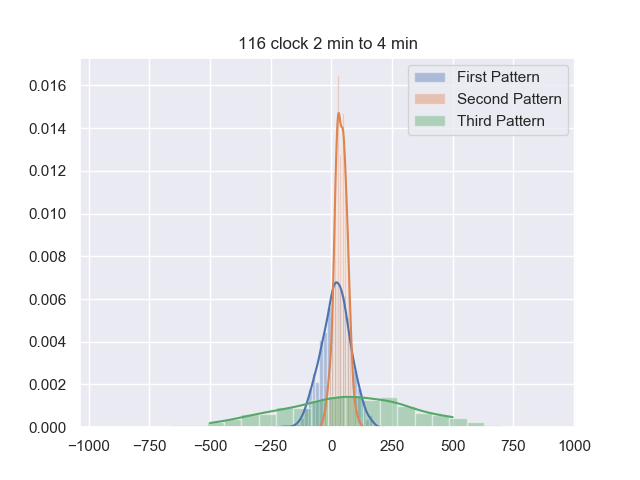 116 clock 2 min to 4 min
First Pattern
Second Pattern
Third Pattern
0.016
0.014
0.012
0.010
0.008
0.006
0.004
0.002
0.000
−1000 −750 −500 −250 0 250 500 750 1000